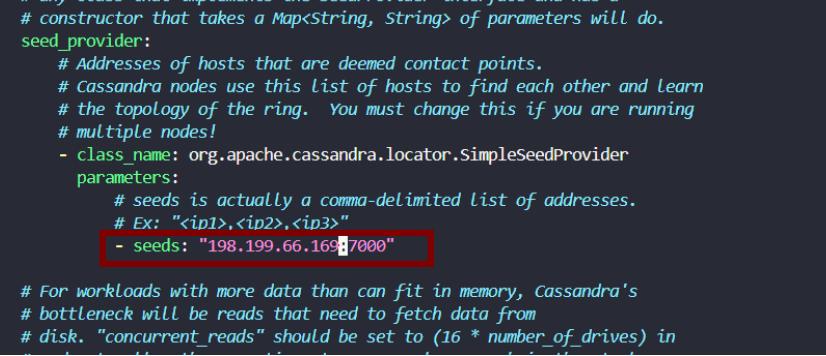 # constructor that takes a Map<String, String> of parameters will do.
seed_provider:
# Addresses of hosts that are deemed contact points.
# Cassandra nodes use this list of hosts to find each other and learn
# the topology of the ring.  You must change this if you are running
# multiple nodes!
- class_name: org.apache.cassandra.locator.SimpleSeedProvider
parameters:
# seeds is actually a comma-delimited list of addresses.
# Ex: "<ip1>,<ip2>,<ip3>"
- seeds: "198.199.66.169:7000"
# For workloads with more data than can fit in memory, Cassandra's
# bottleneck will be reads that need to fetch data from
# disk. "concurrent_reads" should be set to (16 * number_of_drives) in